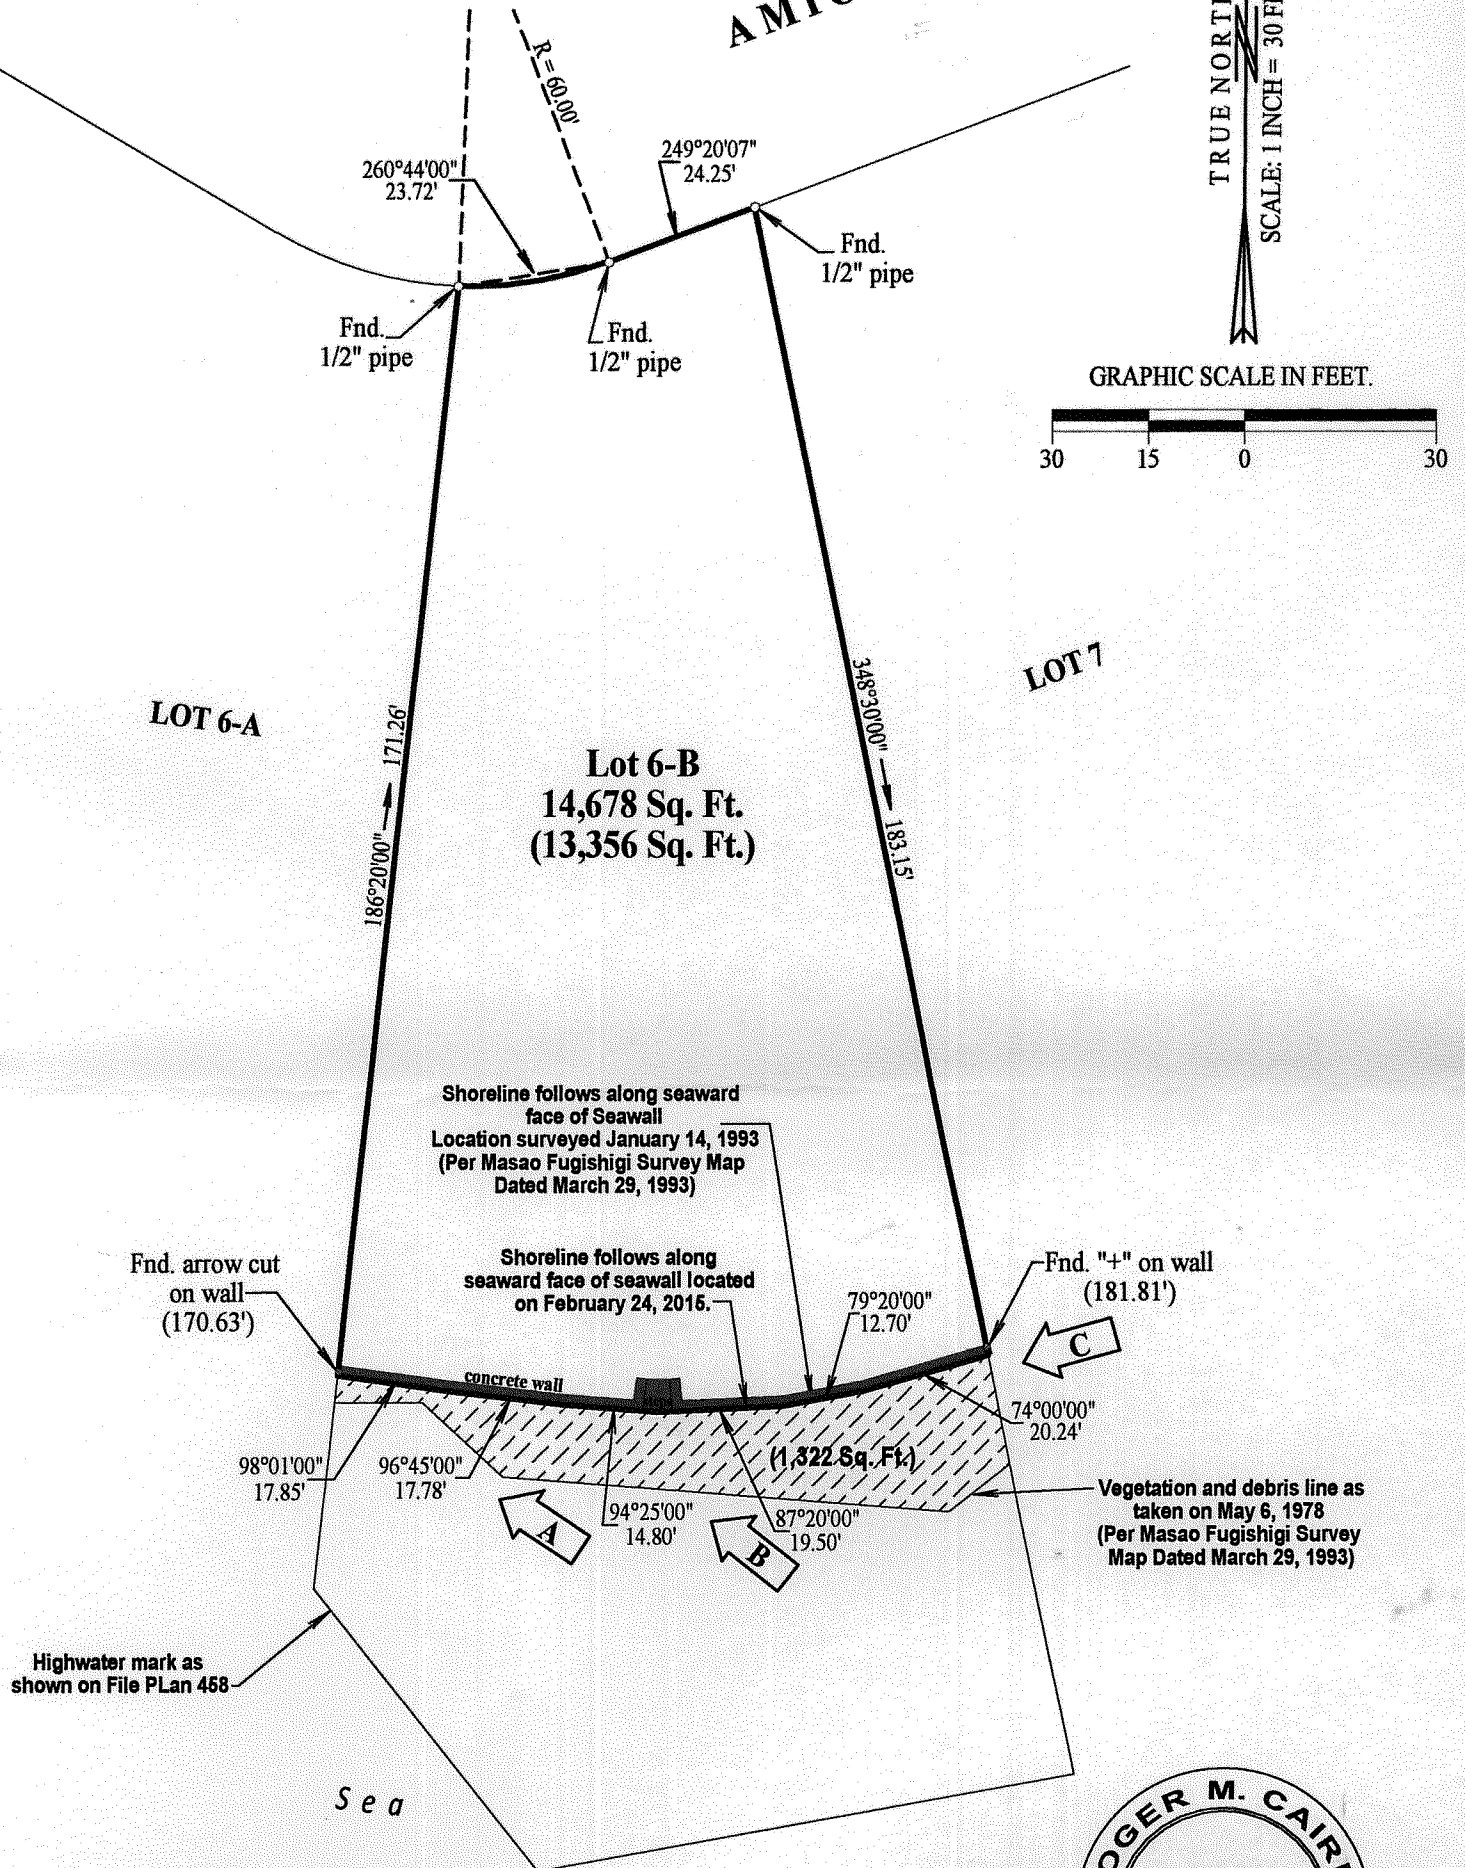 AMIO
TRUE NORT
SCALE: 1 INCH = 30 F
R = 60.00'
260°44'00"
23.72'
249°20'07"
24.25'
Fnd.
1/2" pipe
Fnd.
1/2" pipe
Fnd.
1/2" pipe
GRAPHIC SCALE IN FEET.
30 15 0 30
LOT 6-A
186°20'00" 171.26'
Lot 6-B
14,678 Sq. Ft.
(13,356 Sq. Ft.)
348°30'00" 183.15'
LOT 7
Shoreline follows along seaward
face of Seawall
Location surveyed January 14, 1993
(Per Masao Fugishigi Survey Map
Dated March 29, 1993)
Fnd. arrow cut
on wall
(170.63')
Shoreline follows along
seaward face of seawall located
on February 24, 2015.
79°20'00"
12.70'
Fnd. "+" on wall
(181.81')
C
concrete wall
74°00'00"
20.24'
(1,322 Sq. Ft.)
98°01'00"
17.85'
96°45'00"
17.78'
94°25'00"
14.80'
87°20'00"
19.50'
A
B
Vegetation and debris line as
taken on May 6, 1978
(Per Masao Fugishigi Survey
Map Dated March 29, 1993)
Highwater mark as
shown on File PLan 458
Sea
OGER M. CAIR